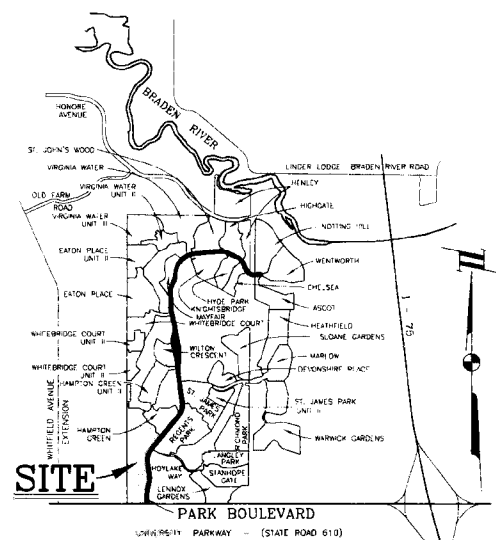 HONORE
AVENUE
BRADEN RIVER
ST. JOHN'S WOOD
VIRGINIA WATER
VIRGINIA WATER
UNIT II
OLD FARM
ROAD
VIRGINIA WATER
UNIT II
EATON PLACE
UNIT II
EATON PLACE
WHITEBRIDGE COURT
UNIT II
WHITEBRIDGE COURT
UNIT II
HAMPTON GREEN
UNIT II
WHITFIELD AVENUE
EXTENSION
HAMPTON
GREEN
SITE
LINGER LODGE BRADEN RIVER ROAD
HENLEY
HIGHGATE
NOTTING HILL
WENTWORTH
CHELSEA
HYDE PARK
KNIGHTSBRIDGE
MAYFAIR
WHITEBRIDGE COURT
ASCOT
HEATHFIELD
SLOANE GARDENS
WILTON
CRESCENT
MARLOW
DEVONSHIRE PLACE
I - 75
ST. JAMES
PARK
ST. JAMES PARK
UNIT II
REGENTS
PARK
RICHMOND PARK
WARWICK GARDENS
LANGLEY
PARK
HOYLAKE
WAY
STANHOPE
GATE
LENNOX
GARDENS
PARK BOULEVARD
UNIVERSITY PARKWAY - (STATE ROAD 610)